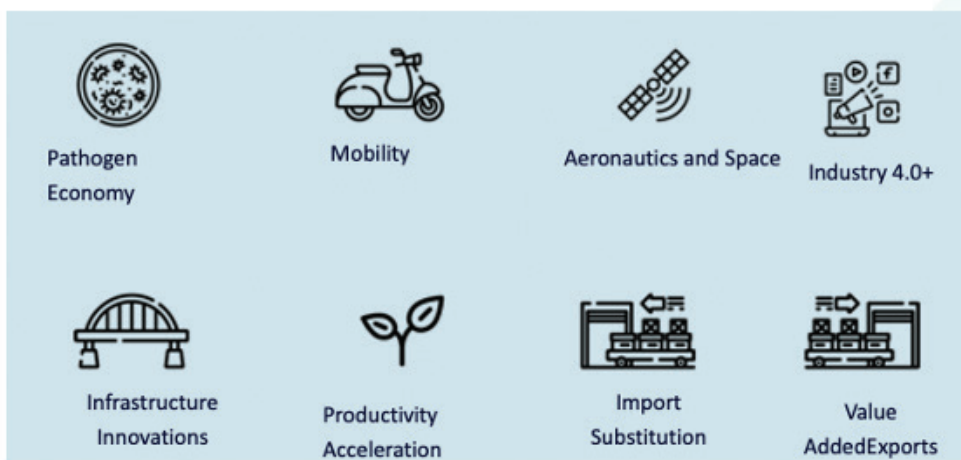 Pathogen
Economy
Mobility
Aeronautics and Space
Industry 4.0+
Infrastructure
Innovations
Productivity
Acceleration
Import
Substitution
Value
AddedExports